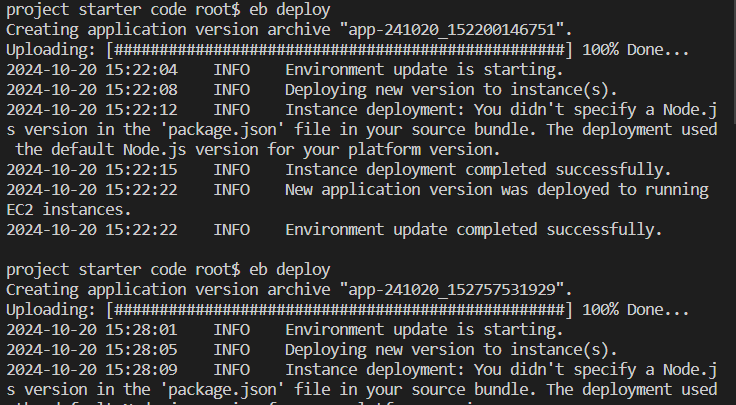 project starter code root$ eb deploy
Creating application version archive "app-241020_152200146751".
Uploading: [##################################################] 100% Done...
2024-10-20 15:22:04    INFO    Environment update is starting.
2024-10-20 15:22:08    INFO    Deploying new version to instance(s).
2024-10-20 15:22:12    INFO    Instance deployment: You didn't specify a Node.j
s version in the 'package.json' file in your source bundle. The deployment used
 the default Node.js version for your platform version.
2024-10-20 15:22:15    INFO    Instance deployment completed successfully.
2024-10-20 15:22:22    INFO    New application version was deployed to running
EC2 instances.
2024-10-20 15:22:22    INFO    Environment update completed successfully.

project starter code root$ eb deploy
Creating application version archive "app-241020_152757531929".
Uploading: [##################################################] 100% Done...
2024-10-20 15:28:01    INFO    Environment update is starting.
2024-10-20 15:28:05    INFO    Deploying new version to instance(s).
2024-10-20 15:28:09    INFO    Instance deployment: You didn't specify a Node.j
s version in the 'package.json' file in your source bundle. The deployment used